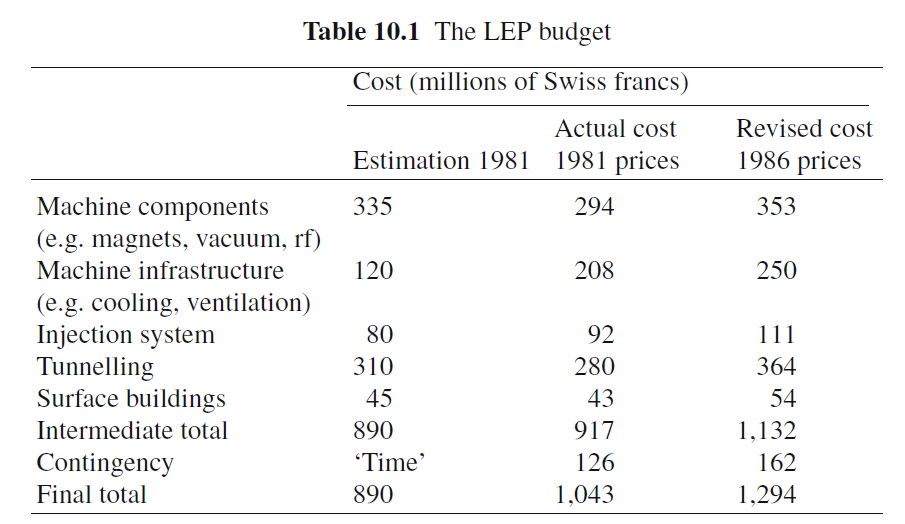 Table 10.1 The LEP budget
Cost (millions of Swiss francs)
Actual cost Revised cost
Estimation 1981 1981 prices 1986 prices
Machine components 335 294 353
(e.g. magnets, vacuum, rf)
Machine infrastructure 120 208 250
(e.g. cooling, ventilation)
Injection system 80 92 111
Tunnelling 310 280 364
Surface buildings 45 43 54
Intermediate total 890 917 1,132
Contingency ‘Time’ 126 162
Final total 890 1,043 1,294